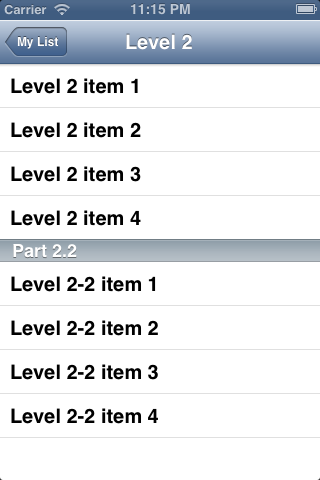 Carrier 11:15 PM
My List Level 2
Level 2 item 1
Level 2 item 2
Level 2 item 3
Level 2 item 4
Part 2.2
Level 2-2 item 1
Level 2-2 item 2
Level 2-2 item 3
Level 2-2 item 4